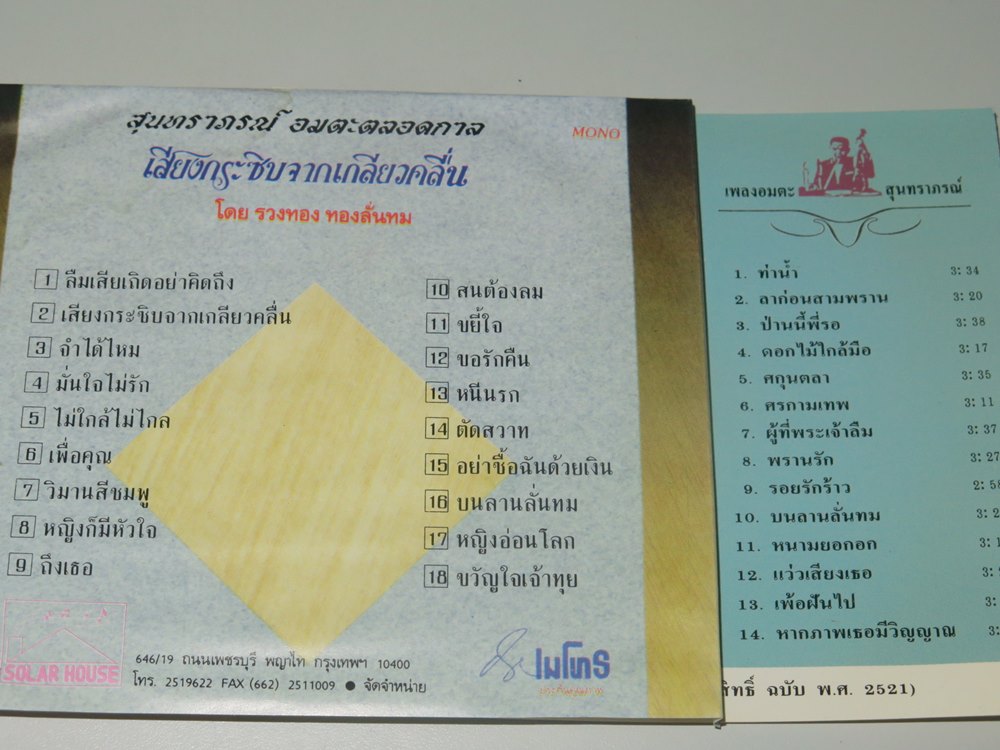 สุนทราภรณ์ อมตะตลอดกาล
MONO
เสียงกระซิบจากเกลียวคลื่น
โดย รวงทอง ทองลั่นทม
1 ลืมเสียเถิดอย่าคิดถึง
2 เสียงกระซิบจากเกลียวคลื่น
3 จำได้ไหม
4 มั่นใจไม่รัก
5 ไม่ใกล้ไม่ไกล
6 เพื่อคุณ
7 วิมานสีชมพู
8 หญิงก็มีหัวใจ
9 ถึงเธอ
10 สนต้องลม
11 ขยี้ใจ
12 ขอรักคืน
13 หนีนรก
14 ตัดสวาท
15 อย่าซื้อฉันด้วยเงิน
16 บนลานลั่นทม
17 หญิงอ่อนโลก
18 ขวัญใจเจ้าทุย
SOLAR HOUSE
646/19 ถนนเพชรบุรี พญาไท กรุงเทพฯ 10400
โทร. 2519622 FAX (662) 2511009 ● จัดจำหน่าย
ไมโทร
เพลงอมตะ สุนทราภรณ์
1. ท่าน้ำ 3: 34
2. ลาก่อนสามพราน 3: 20
3. ป่านนี้พี่รอ 3: 38
4. ดอกไม้ใกล้มือ 3: 17
5. ศกุนตลา 3: 35
6. ศรกามเทพ 3: 11
7. ผู้ที่พระเจ้าลืม 3: 37
8. พรานรัก 3: 27
9. รอยรักร้าว 2: 58
10. บนลานลั่นทม 3: 2
11. หนามยอกอก 3: 1
12. แว่วเสียงเธอ 3:
13. เพ้อฝันไป 3:
14. หากภาพเธอมีวิญญาณ 3:
สิทธิ์ ฉบับ พ.ศ. 2521)